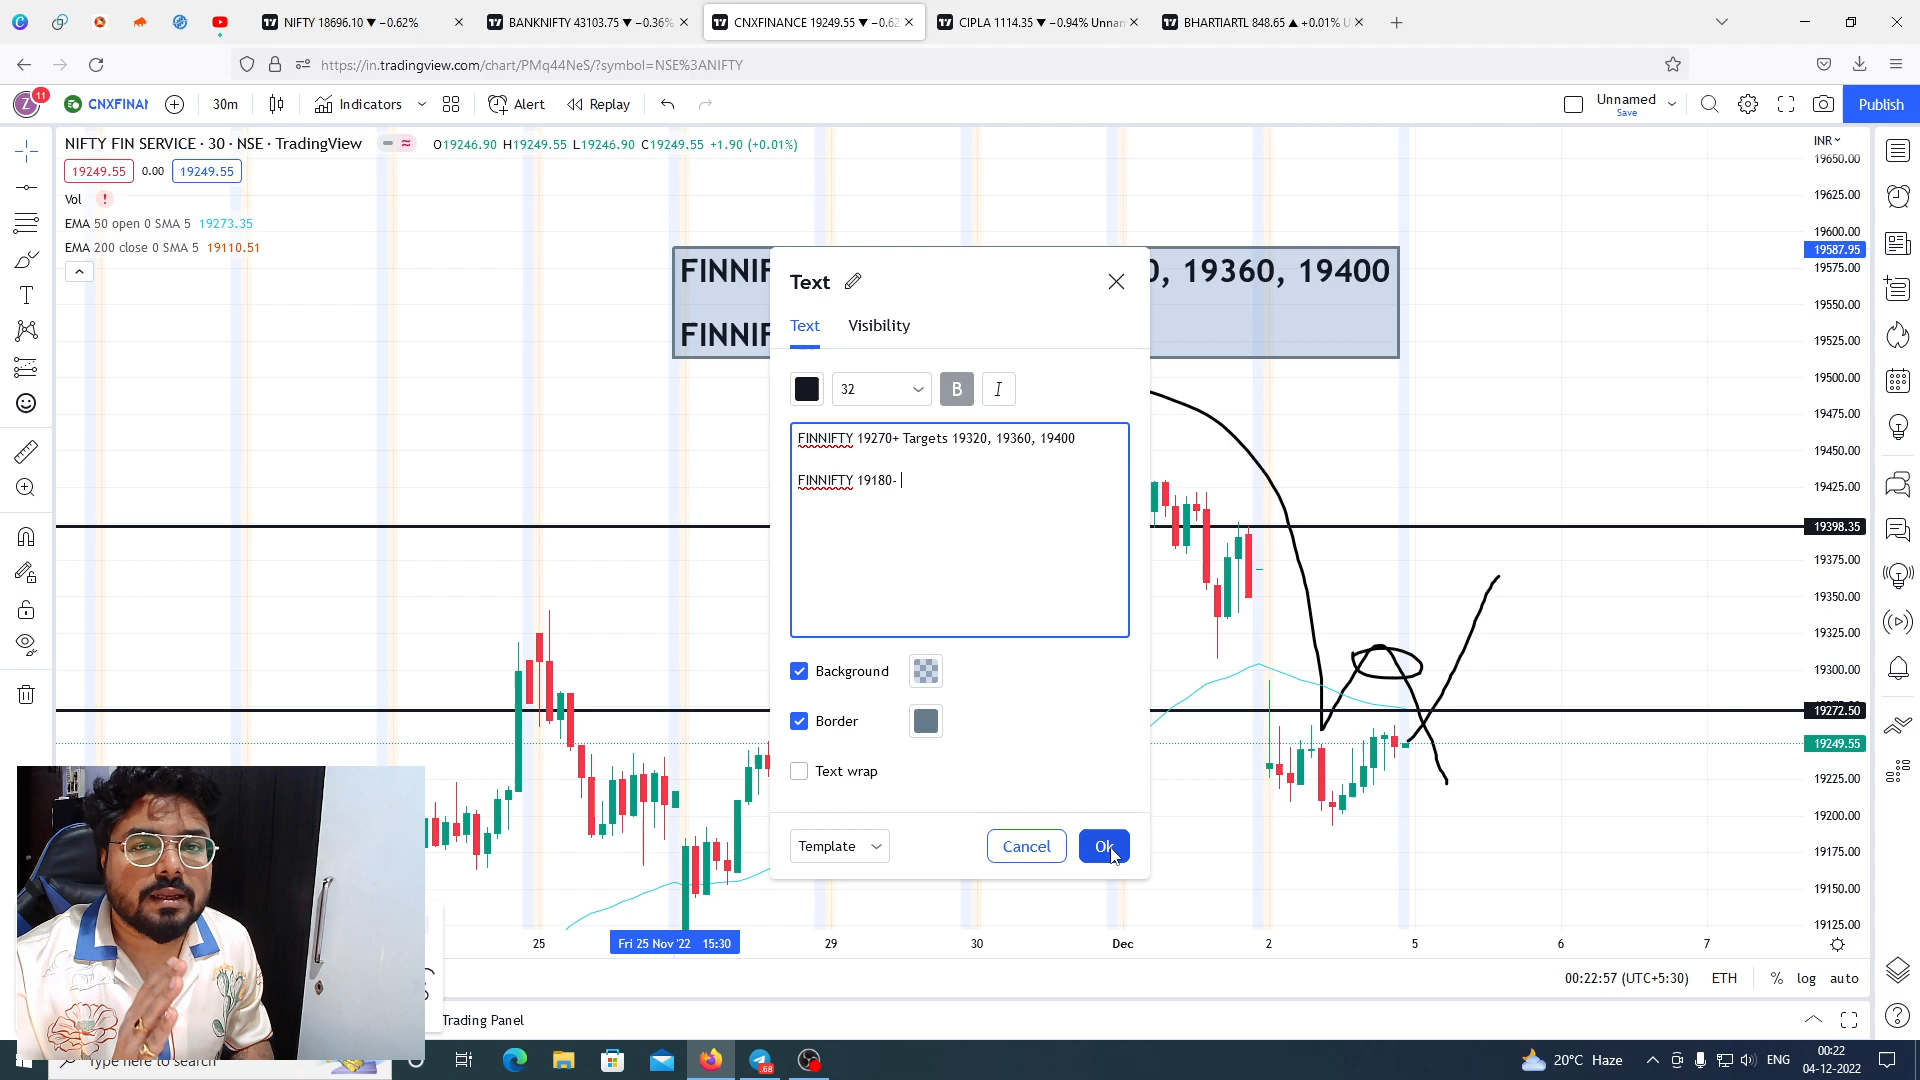 NIFTY 18696.10 ▼ −0.62%
BANKNIFTY 43103.75 ▼ −0.36%
CNXFINANCE 19249.55 ▼ −0.62
CIPLA 1114.35 ▼ −0.94% Unnam
BHARTIARTL 848.65 ▲ +0.01% U
https://in.tradingview.com/chart/PMq44NeS/?symbol=NSE%3ANIFTY
Z 11 CNXFINAN 30m Indicators Alert Replay Unnamed Save Publish
NIFTY FIN SERVICE · 30 · NSE · TradingView O19246.90 H19249.55 L19246.90 C19249.55 +1.90 (+0.01%)
19249.55 0.00 19249.55
Vol !
EMA 50 open 0 SMA 5 19273.35
EMA 200 close 0 SMA 5 19110.51
FINNIF 0, 19360, 19400
FINNIF
Text
Text Visibility
32 B I
FINNIFTY 19270+ Targets 19320, 19360, 19400
FINNIFTY 19180-
Background
Border
Text wrap
Template Cancel Ok
INR
19650.00
19625.00
19600.00
19587.95
19575.00
19550.00
19525.00
19500.00
19475.00
19450.00
19425.00
19398.35
19375.00
19350.00
19325.00
19300.00
19272.50
19249.55
19225.00
19200.00
19175.00
19150.00
19125.00
25 Fri 25 Nov '22 15:30 29 30 Dec 2 5 6 7
00:22:57 (UTC+5:30) ETH % log auto
Trading Panel
Type here to search
.68
20°C Haze
ENG
00:22
04-12-2022